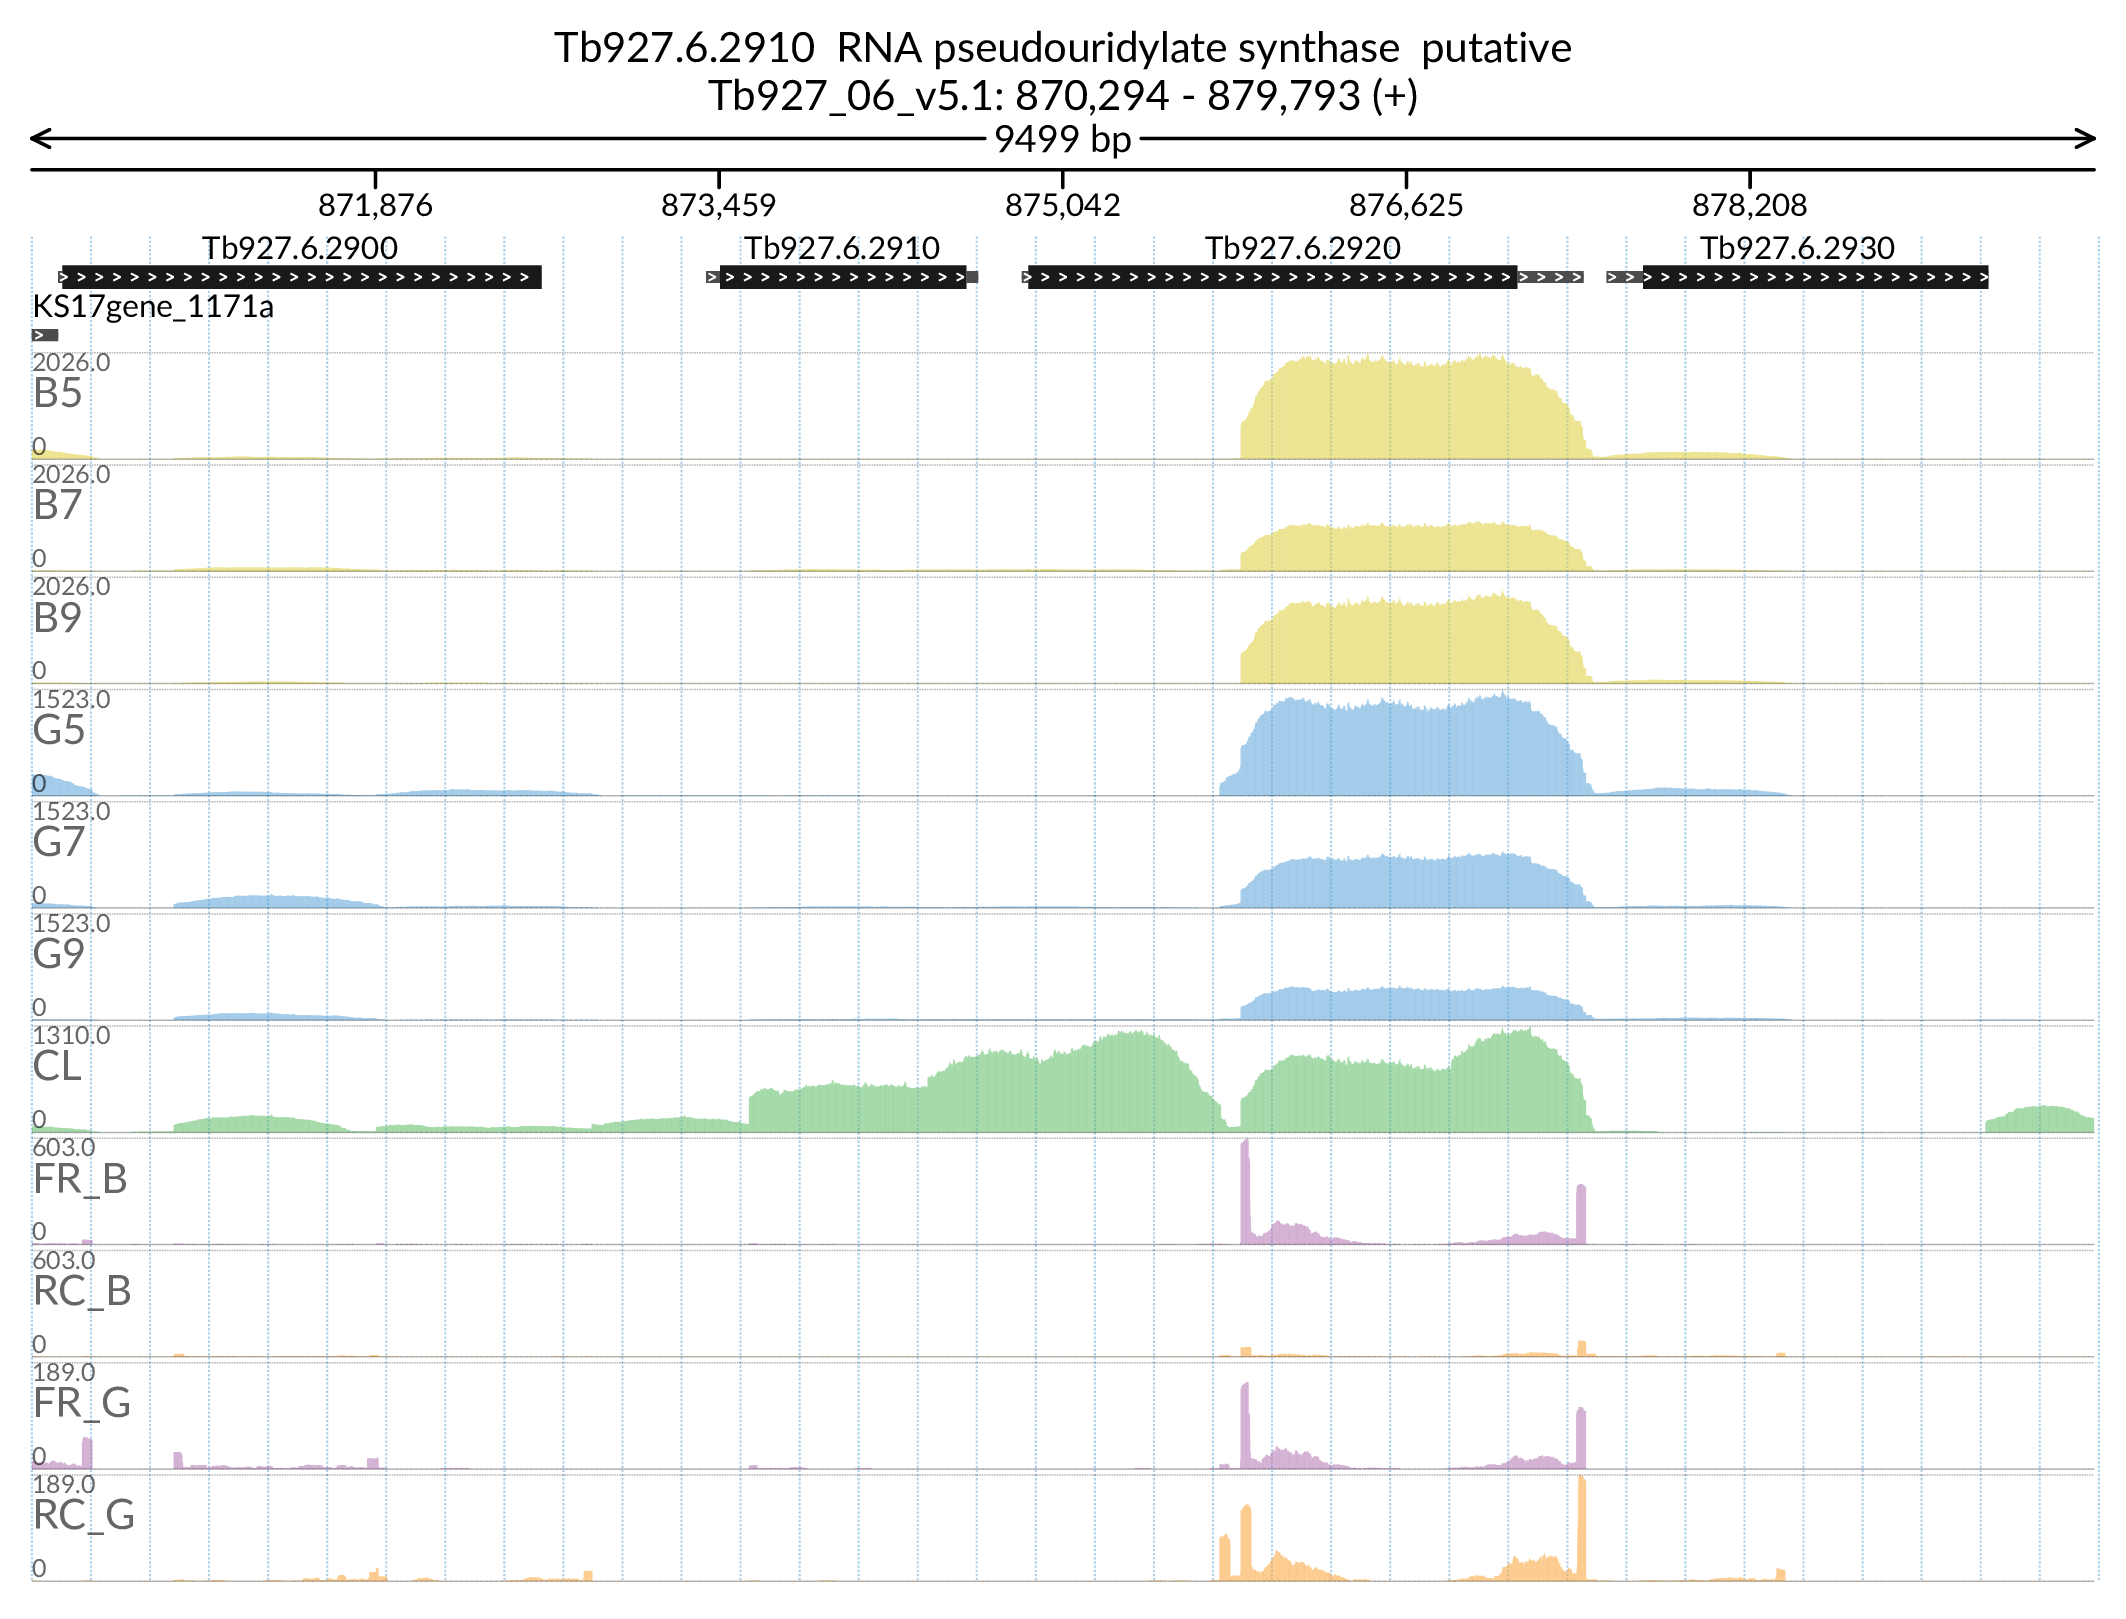 Tb927.6.2910  RNA pseudouridylate synthase  putative
Tb927_06_v5.1: 870,294 - 879,793 (+)
9499 bp
871,876 873,459 875,042 876,625 878,208
Tb927.6.2900 Tb927.6.2910 Tb927.6.2920 Tb927.6.2930
KS17gene_1171a
2026.0
B5
0
2026.0
B7
0
2026.0
B9
0
1523.0
G5
0
1523.0
G7
0
1523.0
G9
0
1310.0
CL
0
603.0
FR_B
0
603.0
RC_B
0
189.0
FR_G
0
189.0
RC_G
0